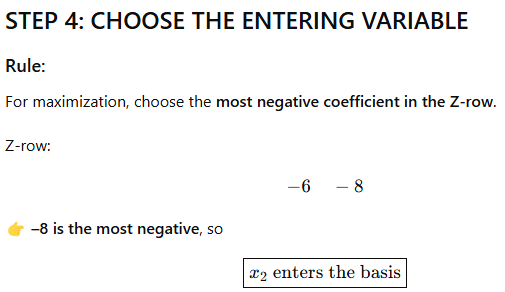 STEP 4: CHOOSE THE ENTERING VARIABLE
Rule:
For maximization, choose the most negative coefficient in the Z-row.
Z-row:
−6 − 8
👉 –8 is the most negative, so
x₂ enters the basis